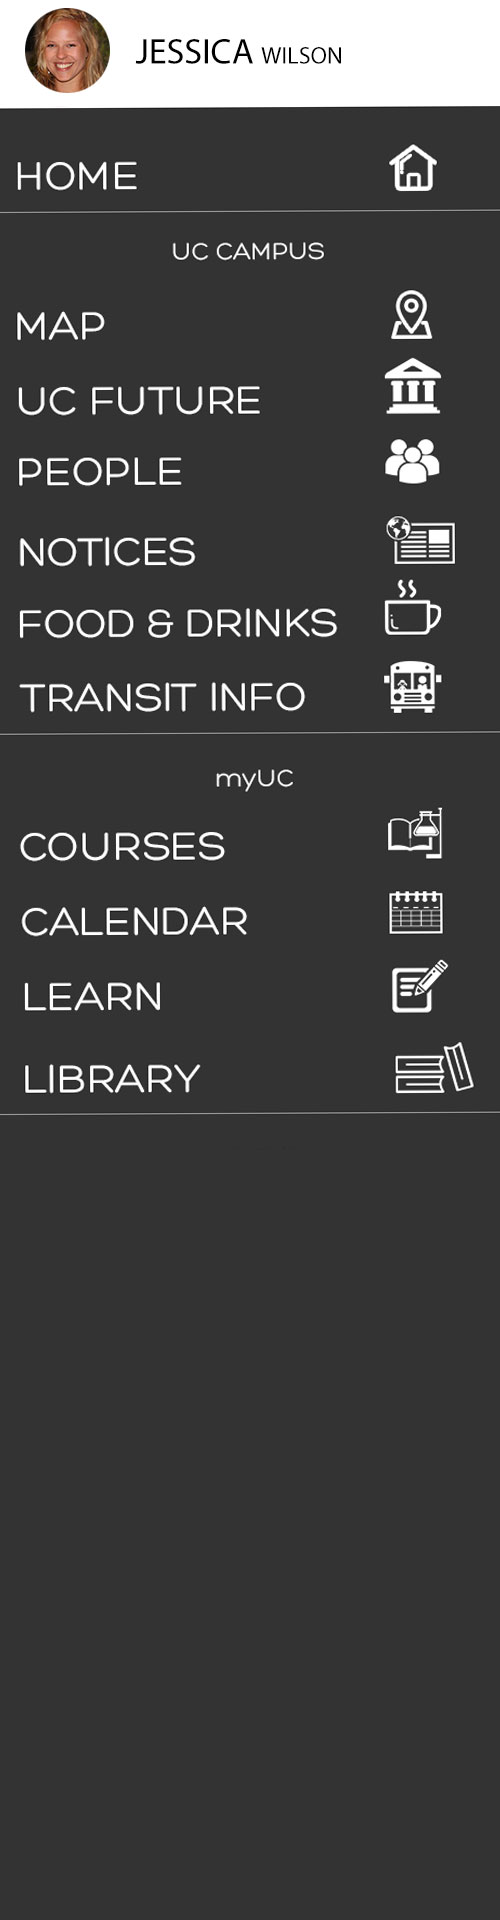 JESSICA WILSON
HOME
UC CAMPUS
MAP
UC FUTURE
PEOPLE
NOTICES
FOOD & DRINKS
TRANSIT INFO
myUC
COURSES
CALENDAR
LEARN
LIBRARY